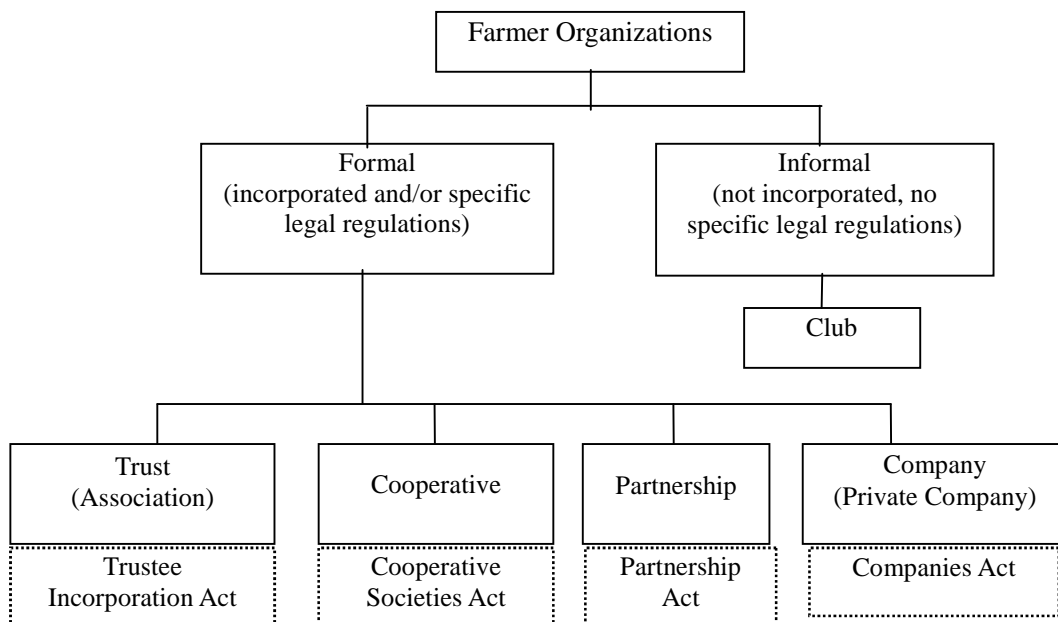 Farmer Organizations
Formal
(incorporated and/or specific
legal regulations)
Informal
(not incorporated, no
specific legal regulations)
Club
Trust
(Association)
Cooperative
Partnership
Company
(Private Company)
Trustee
Incorporation Act
Cooperative
Societies Act
Partnership
Act
Companies Act